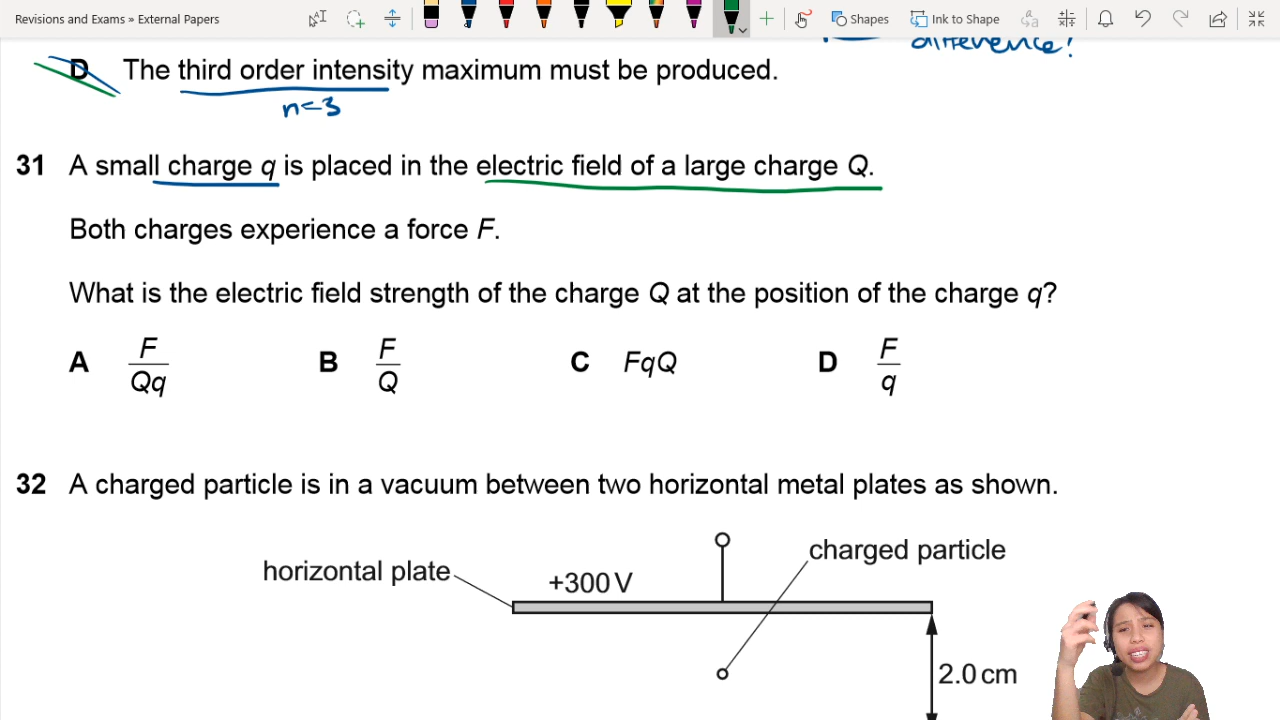 Revisions and Exams » External Papers
Shapes
Ink to Shape
difference!
D The third order intensity maximum must be produced.
n=3
31 A small charge q is placed in the electric field of a large charge Q.
Both charges experience a force F.
What is the electric field strength of the charge Q at the position of the charge q?
A F/Qq B F/Q C FqQ D F/q
32 A charged particle is in a vacuum between two horizontal metal plates as shown.
charged particle
horizontal plate
+300 V
2.0 cm